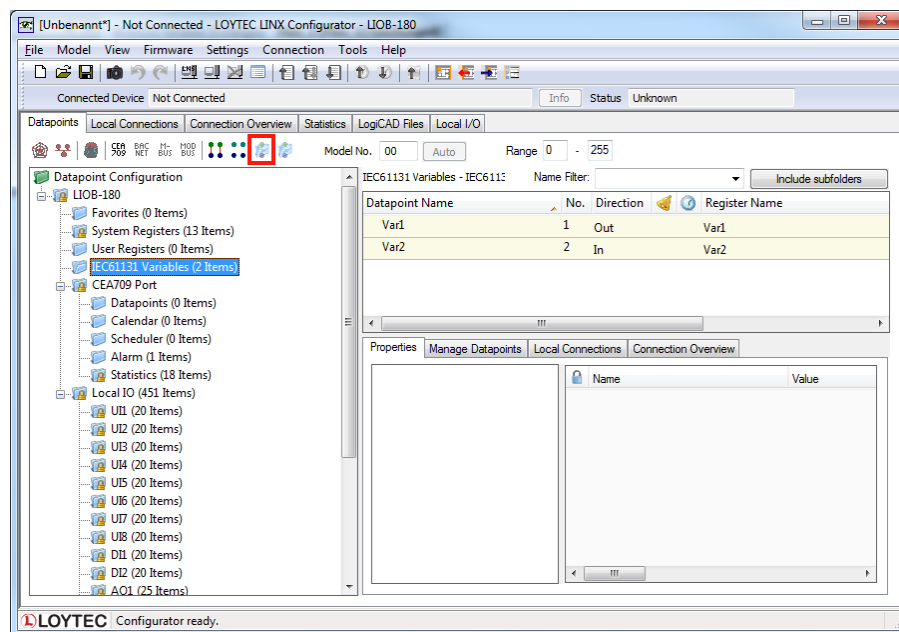 [Unbenannt*] - Not Connected - LOYTEC LINX Configurator - LIOB-180
File Model View Firmware Settings Connection Tools Help
Connected Device Not Connected Info Status Unknown
Datapoints Local Connections Connection Overview Statistics LogiCAD Files Local I/O
CEA 709 BAC NET M- BUS MOD BUS Model No. 00 Auto Range 0 - 255
Datapoint Configuration
LIOB-180
Favorites (0 Items)
System Registers (13 Items)
User Registers (0 Items)
IEC61131 Variables (2 Items)
CEA709 Port
Datapoints (0 Items)
Calendar (0 Items)
Scheduler (0 Items)
Alarm (1 Items)
Statistics (18 Items)
Local IO (451 Items)
UI1 (20 Items)
UI2 (20 Items)
UI3 (20 Items)
UI4 (20 Items)
UI5 (20 Items)
UI6 (20 Items)
UI7 (20 Items)
UI8 (20 Items)
DI1 (20 Items)
DI2 (20 Items)
AO1 (25 Items)
IEC61131 Variables - IEC6113 Name Filter: Include subfolders
Datapoint Name No. Direction Register Name
Var1 1 Out Var1
Var2 2 In Var2
Properties Manage Datapoints Local Connections Connection Overview
Name Value
LOYTEC Configurator ready.